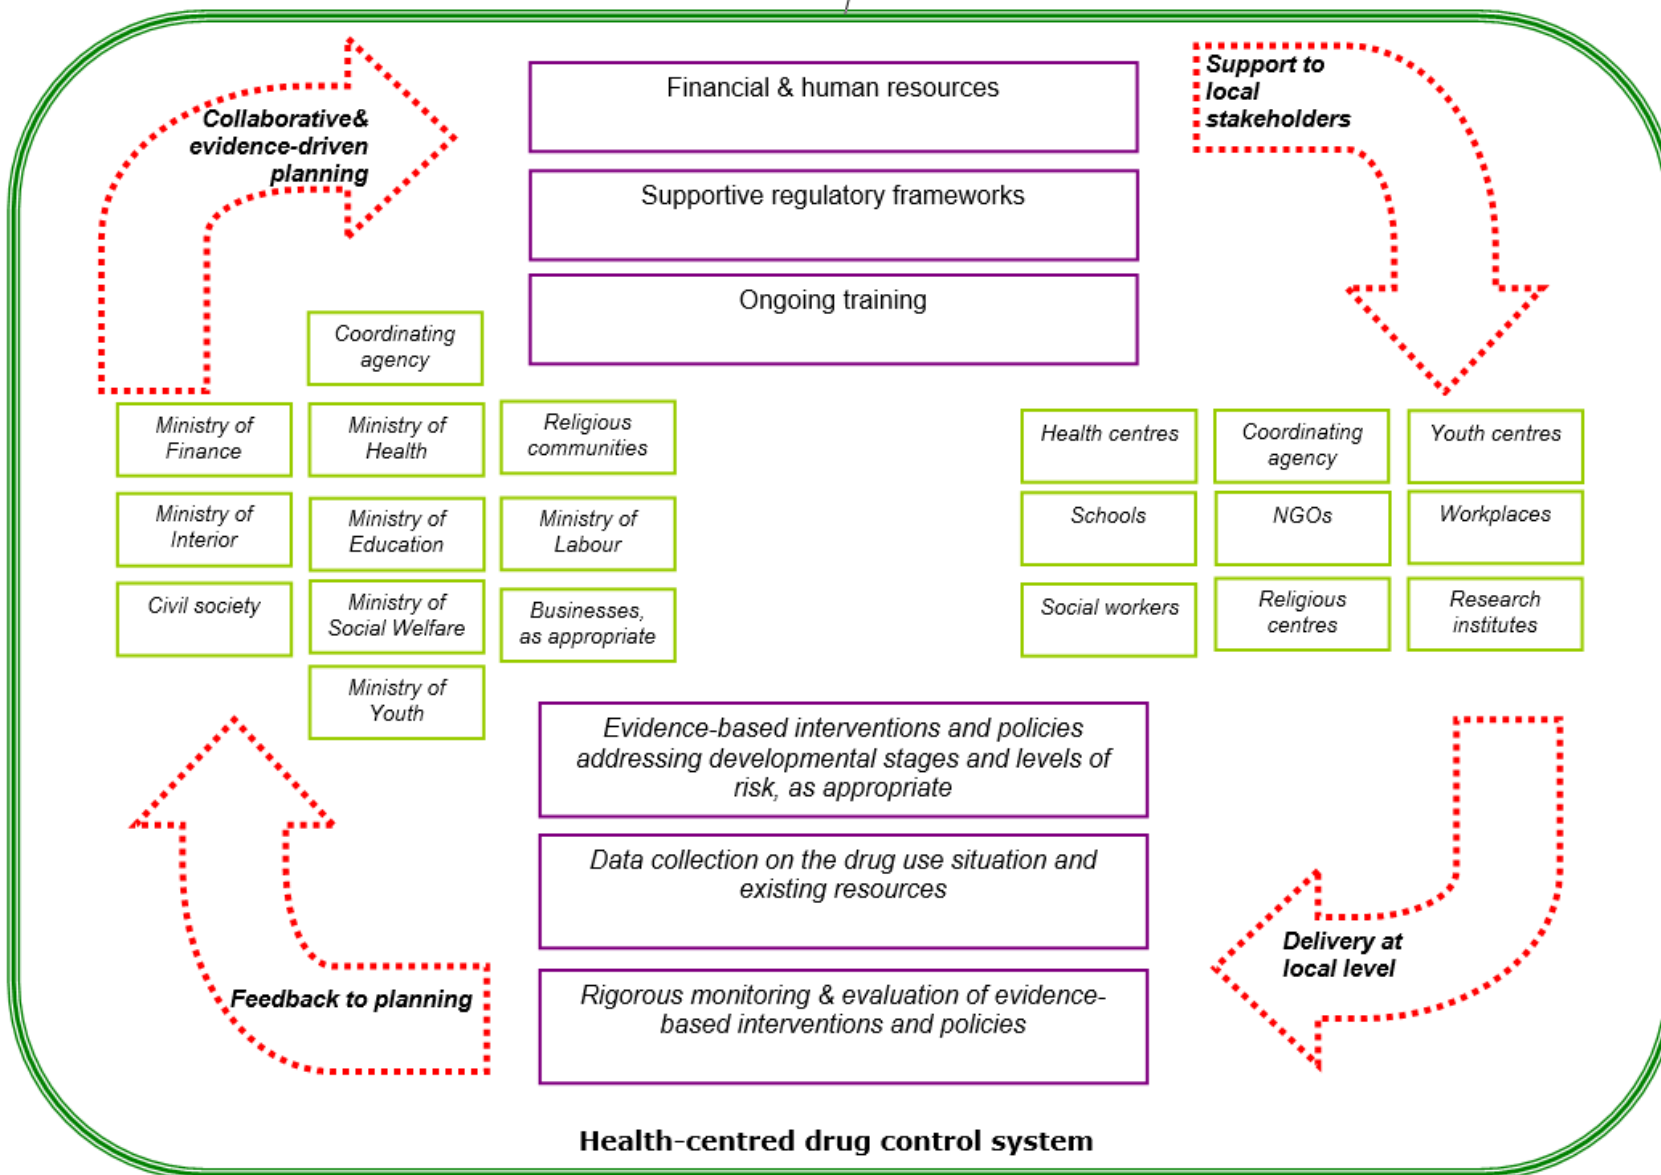 Collaborative&
evidence-driven
planning
Financial & human resources
Supportive regulatory frameworks
Ongoing training
Support to
local
stakeholders
Coordinating
agency
Ministry of
Finance
Ministry of
Health
Religious
communities
Ministry of
Interior
Ministry of
Education
Ministry of
Labour
Civil society
Ministry of
Social Welfare
Businesses,
as appropriate
Ministry of
Youth
Health centres
Coordinating
agency
Youth centres
Schools
NGOs
Workplaces
Social workers
Religious
centres
Research
institutes
Evidence-based interventions and policies
addressing developmental stages and levels of
risk, as appropriate
Data collection on the drug use situation and
existing resources
Rigorous monitoring & evaluation of evidence-
based interventions and policies
Delivery at
local level
Feedback to planning
Health-centred drug control system